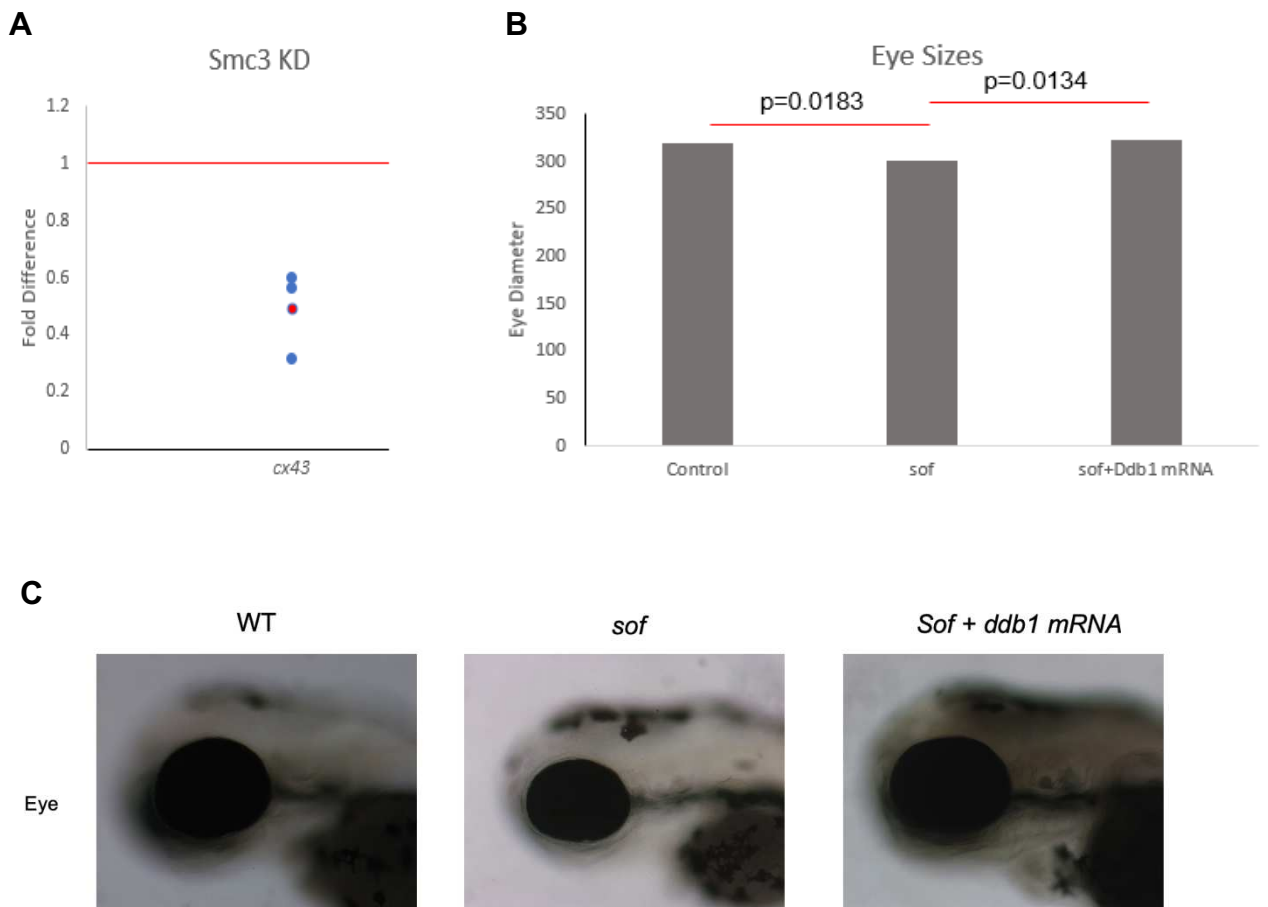 A
Smc3 KD
Fold Difference
1.2
1
0.8
0.6
0.4
0.2
0
cx43
B
Eye Sizes
p=0.0183
p=0.0134
Eye Diameter
350
300
250
200
150
100
50
0
Control
sof
sof+Ddb1 mRNA
C
WT
sof
Sof + ddb1 mRNA
Eye